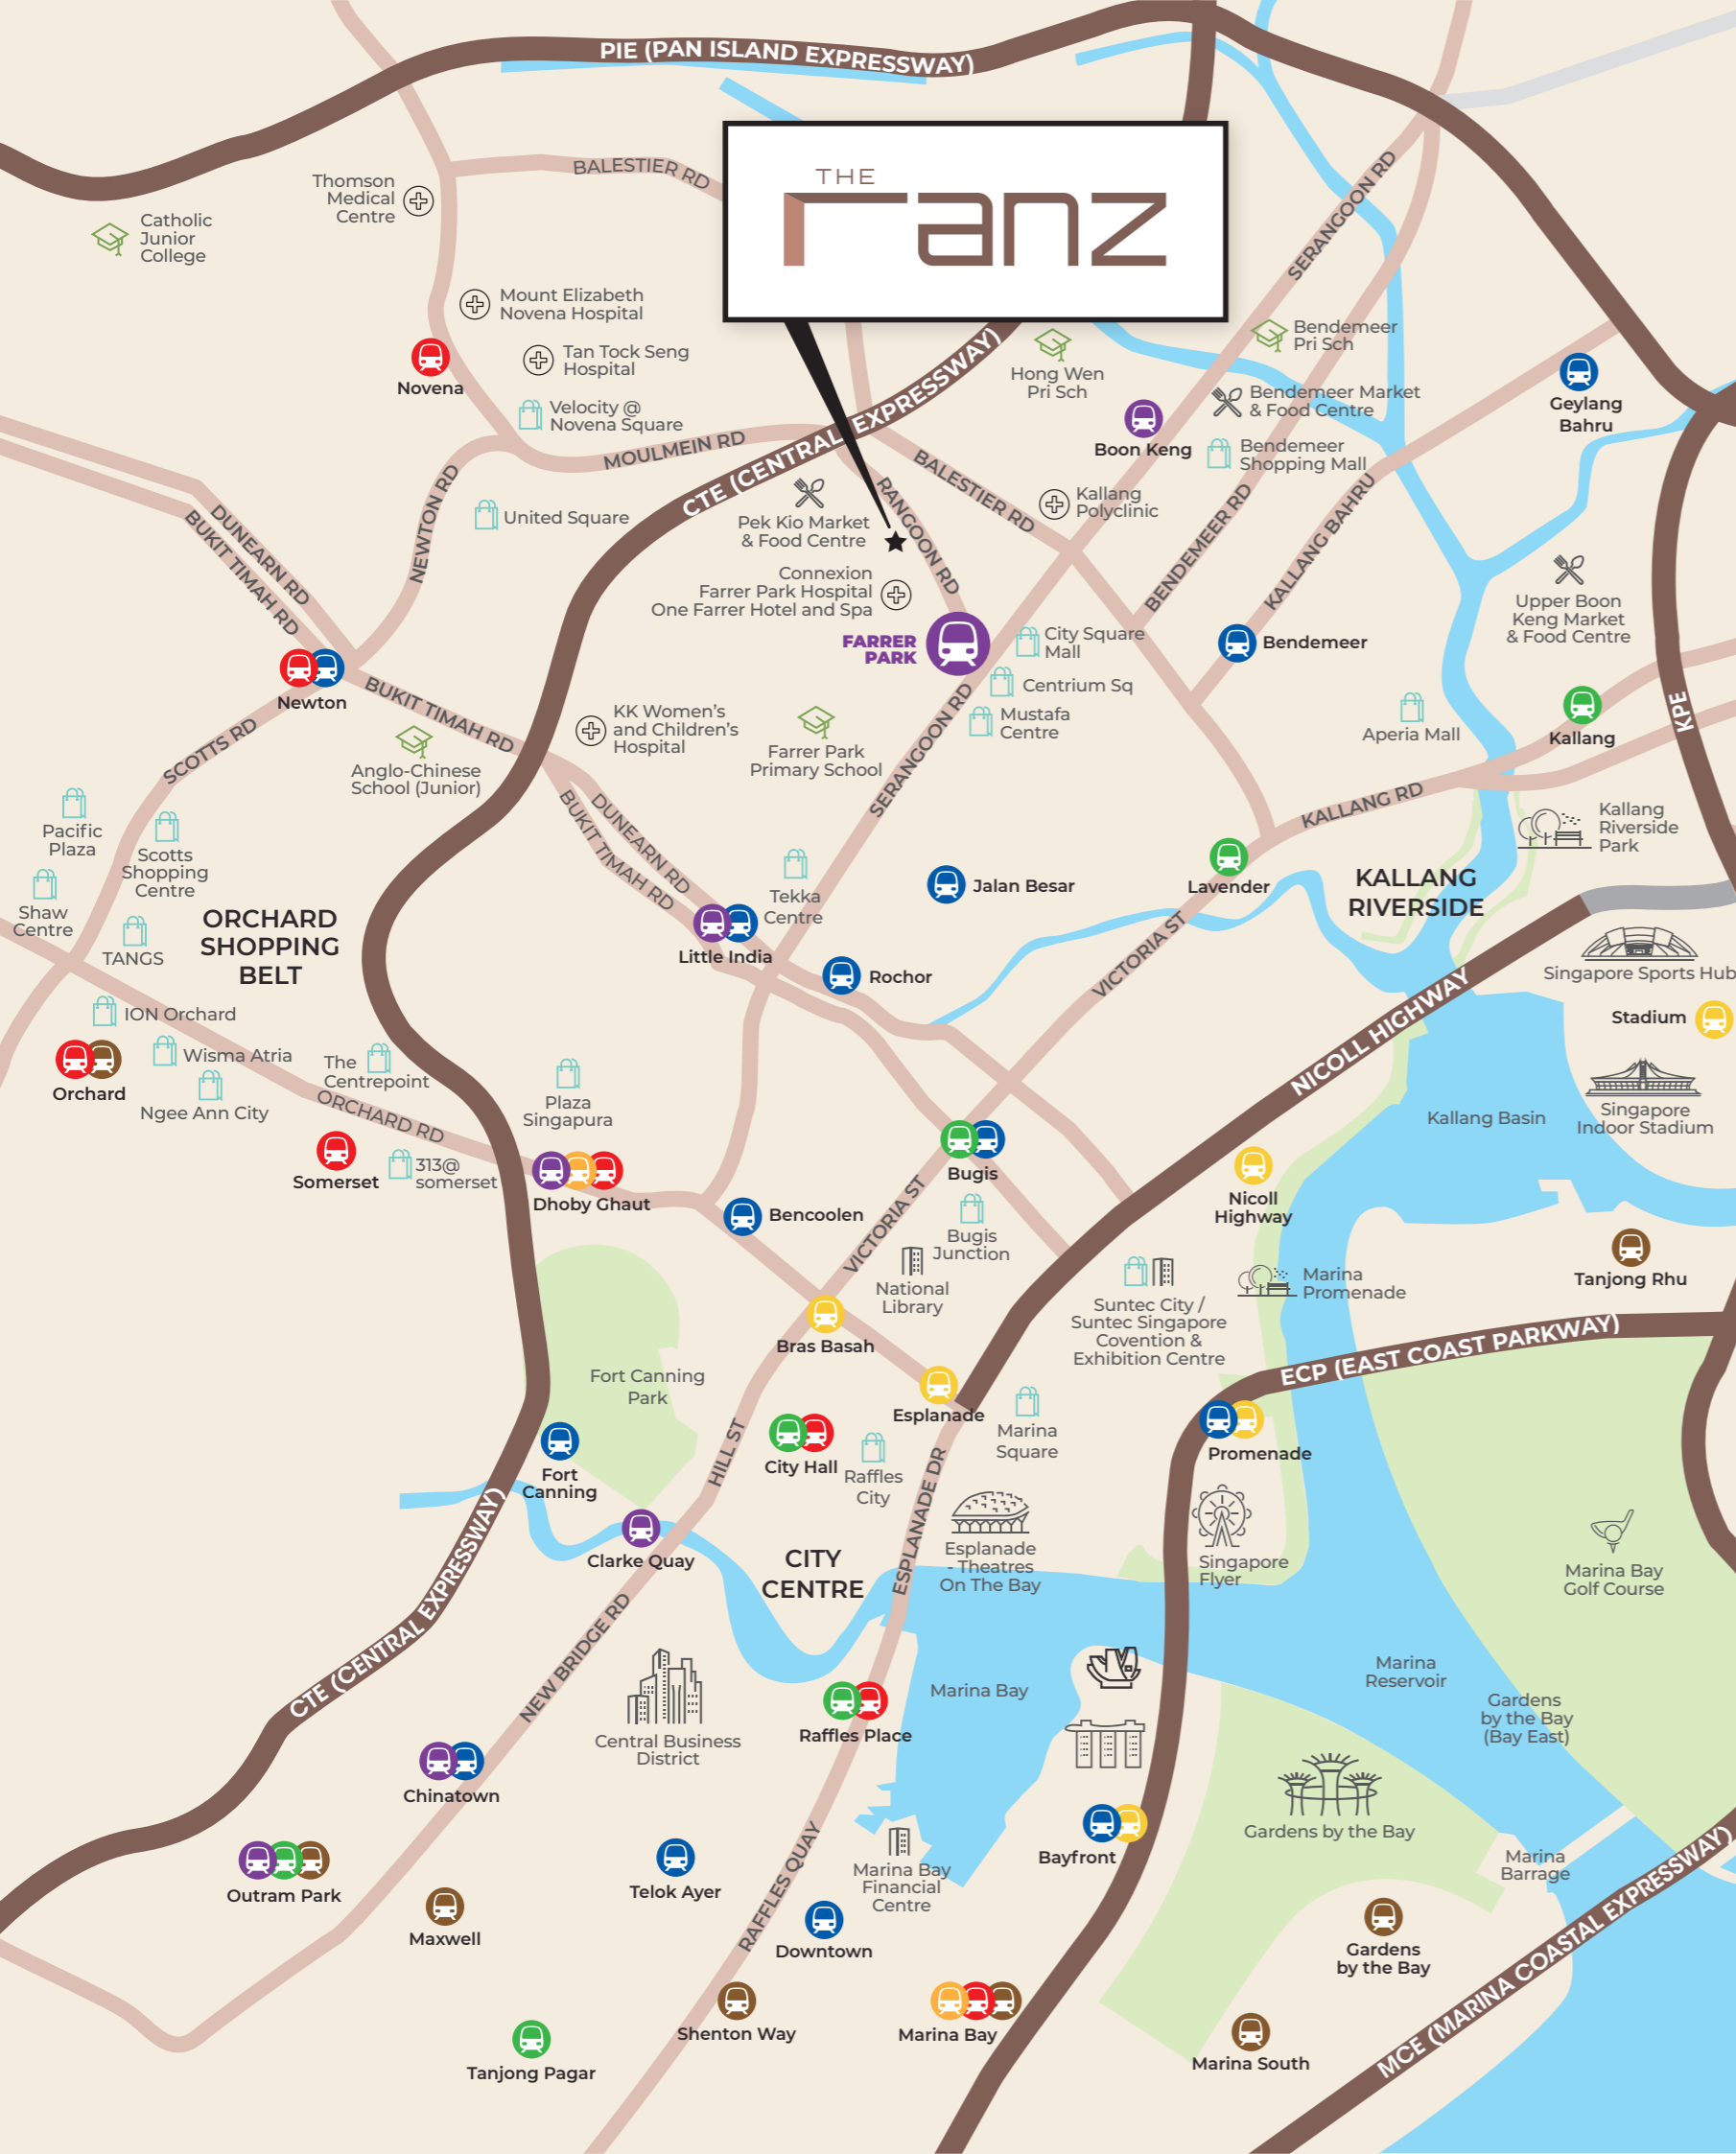 PIE (PAN ISLAND EXPRESSWAY)
THE
ranz
BALESTIER RD
SERANGOON RD
Thomson
Medical
Centre
Catholic
Junior
College
Mount Elizabeth
Novena Hospital
Tan Tock Seng
Hospital
Novena
Velocity @
Novena Square
MOULMEIN RD
CTE (CENTRAL EXPRESSWAY)
Hong Wen
Pri Sch
Bendemeer
Pri Sch
Bendemeer Market
& Food Centre
Boon Keng
Bendemeer
Shopping Mall
Geylang
Bahru
NEWTON RD
United Square
Pek Kio Market
& Food Centre
RANGOON RD
BALESTIER RD
Kallang
Polyclinic
BENDEMEER RD
KALLANG BAHRU
DUNEARN RD
BUKIT TIMAH RD
Connexion
Farrer Park Hospital
One Farrer Hotel and Spa
FARRER
PARK
City Square
Mall
Centrium Sq
Mustafa
Centre
Bendemeer
Upper Boon
Keng Market
& Food Centre
KPE
Newton
BUKIT TIMAH RD
SCOTTS RD
Anglo-Chinese
School (Junior)
KK Women's
and Children's
Hospital
Farrer Park
Primary School
SERANGOON RD
Aperia Mall
Kallang
KALLANG RD
Kallang
Riverside
Park
Pacific
Plaza
Scotts
Shopping
Centre
Shaw
Centre
TANGS
ORCHARD
SHOPPING
BELT
DUNEARN RD
BUKIT TIMAH RD
Tekka
Centre
Little India
Jalan Besar
Rochor
Lavender
KALLANG
RIVERSIDE
VICTORIA ST
NICOLL HIGHWAY
Singapore Sports Hub
Stadium
Singapore
Indoor Stadium
Kallang Basin
ION Orchard
Wisma Atria
Orchard
Ngee Ann City
The
Centrepoint
ORCHARD RD
Somerset
313@
somerset
Plaza
Singapura
Dhoby Ghaut
Bencoolen
Bugis
VICTORIA ST
Bugis
Junction
National
Library
Nicoll
Highway
Marina
Promenade
Tanjong Rhu
Suntec City /
Suntec Singapore
Covention &
Exhibition Centre
ECP (EAST COAST PARKWAY)
Bras Basah
Fort Canning
Park
Esplanade
Marina
Square
Promenade
HILL ST
City Hall
Raffles
City
ESPLANADE DR
Fort
Canning
Clarke Quay
CITY
CENTRE
Esplanade
- Theatres
On The Bay
Singapore
Flyer
Marina Bay
Golf Course
CTE (CENTRAL EXPRESSWAY)
NEW BRIDGE RD
Central Business
District
Raffles Place
Marina Bay
Marina
Reservoir
Gardens
by the Bay
(Bay East)
Chinatown
Bayfront
Gardens by the Bay
Marina
Barrage
Outram Park
Maxwell
Telok Ayer
RAFFLES QUAY
Marina Bay
Financial
Centre
Downtown
Gardens
by the Bay
MCE (MARINA COASTAL EXPRESSWAY)
Shenton Way
Marina Bay
Marina South
Tanjong Pagar